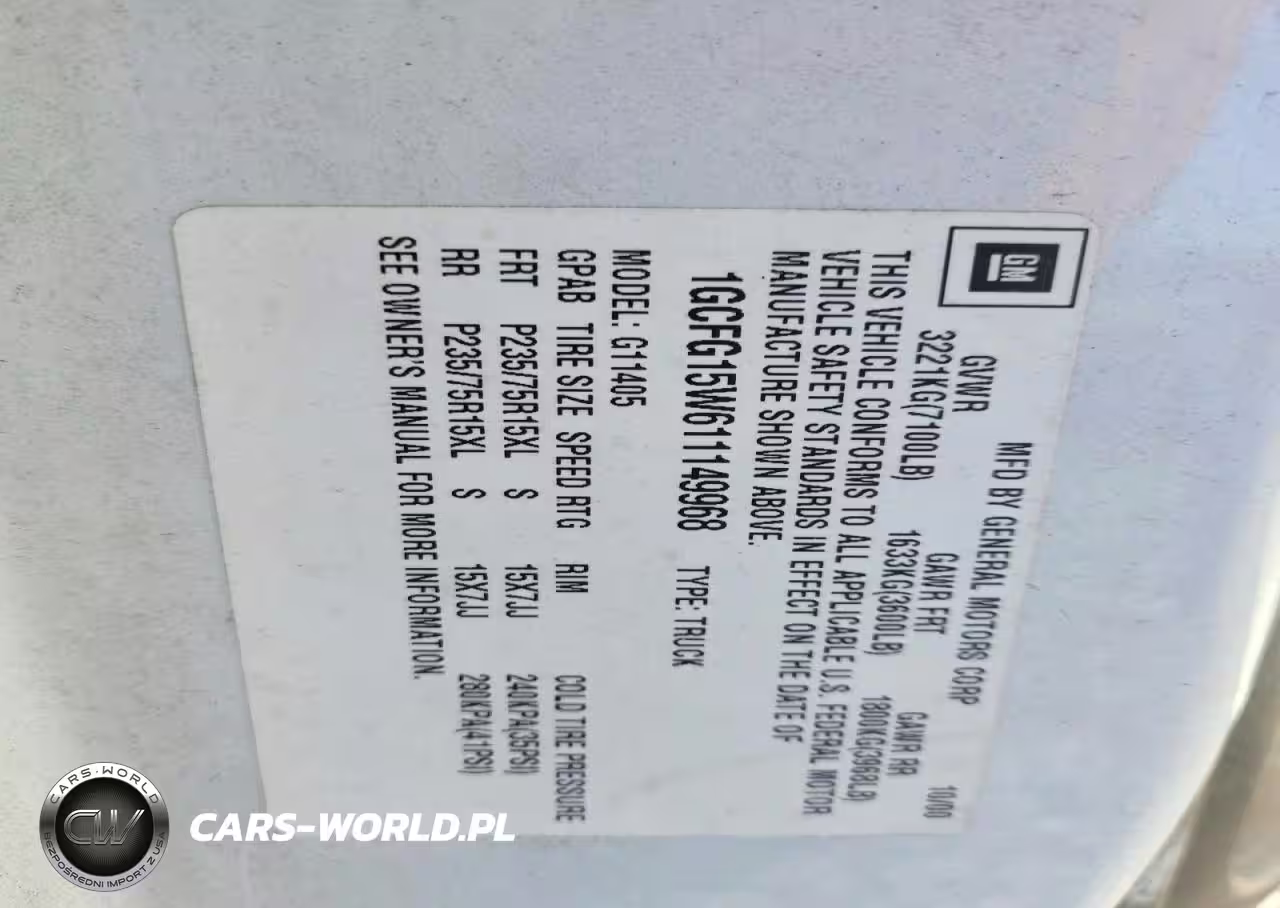 GM
MFD BY GENERAL MOTORS CORP 10/00
GVWR GAWR FRT GAWR RR
3221KG(7100LB) 1633KG(3600LB) 1800KG(3968LB)
THIS VEHICLE CONFORMS TO ALL APPLICABLE U.S. FEDERAL MOTOR
VEHICLE SAFETY STANDARDS IN EFFECT ON THE DATE OF
MANUFACTURE SHOWN ABOVE.
1GCFG15W611149968 TYPE: TRUCK
MODEL: G11405
GPAB TIRE SIZE SPEED RTG RIM COLD TIRE PRESSURE
FRT P235/75R15XL S 15X7JJ 240KPA(35PSI)
RR P235/75R15XL S 15X7JJ 280KPA(41PSI)
SEE OWNER'S MANUAL FOR MORE INFORMATION.
CARS-WORLD
CW
BEZPOŚREDNI IMPORT Z USA
CARS-WORLD.PL